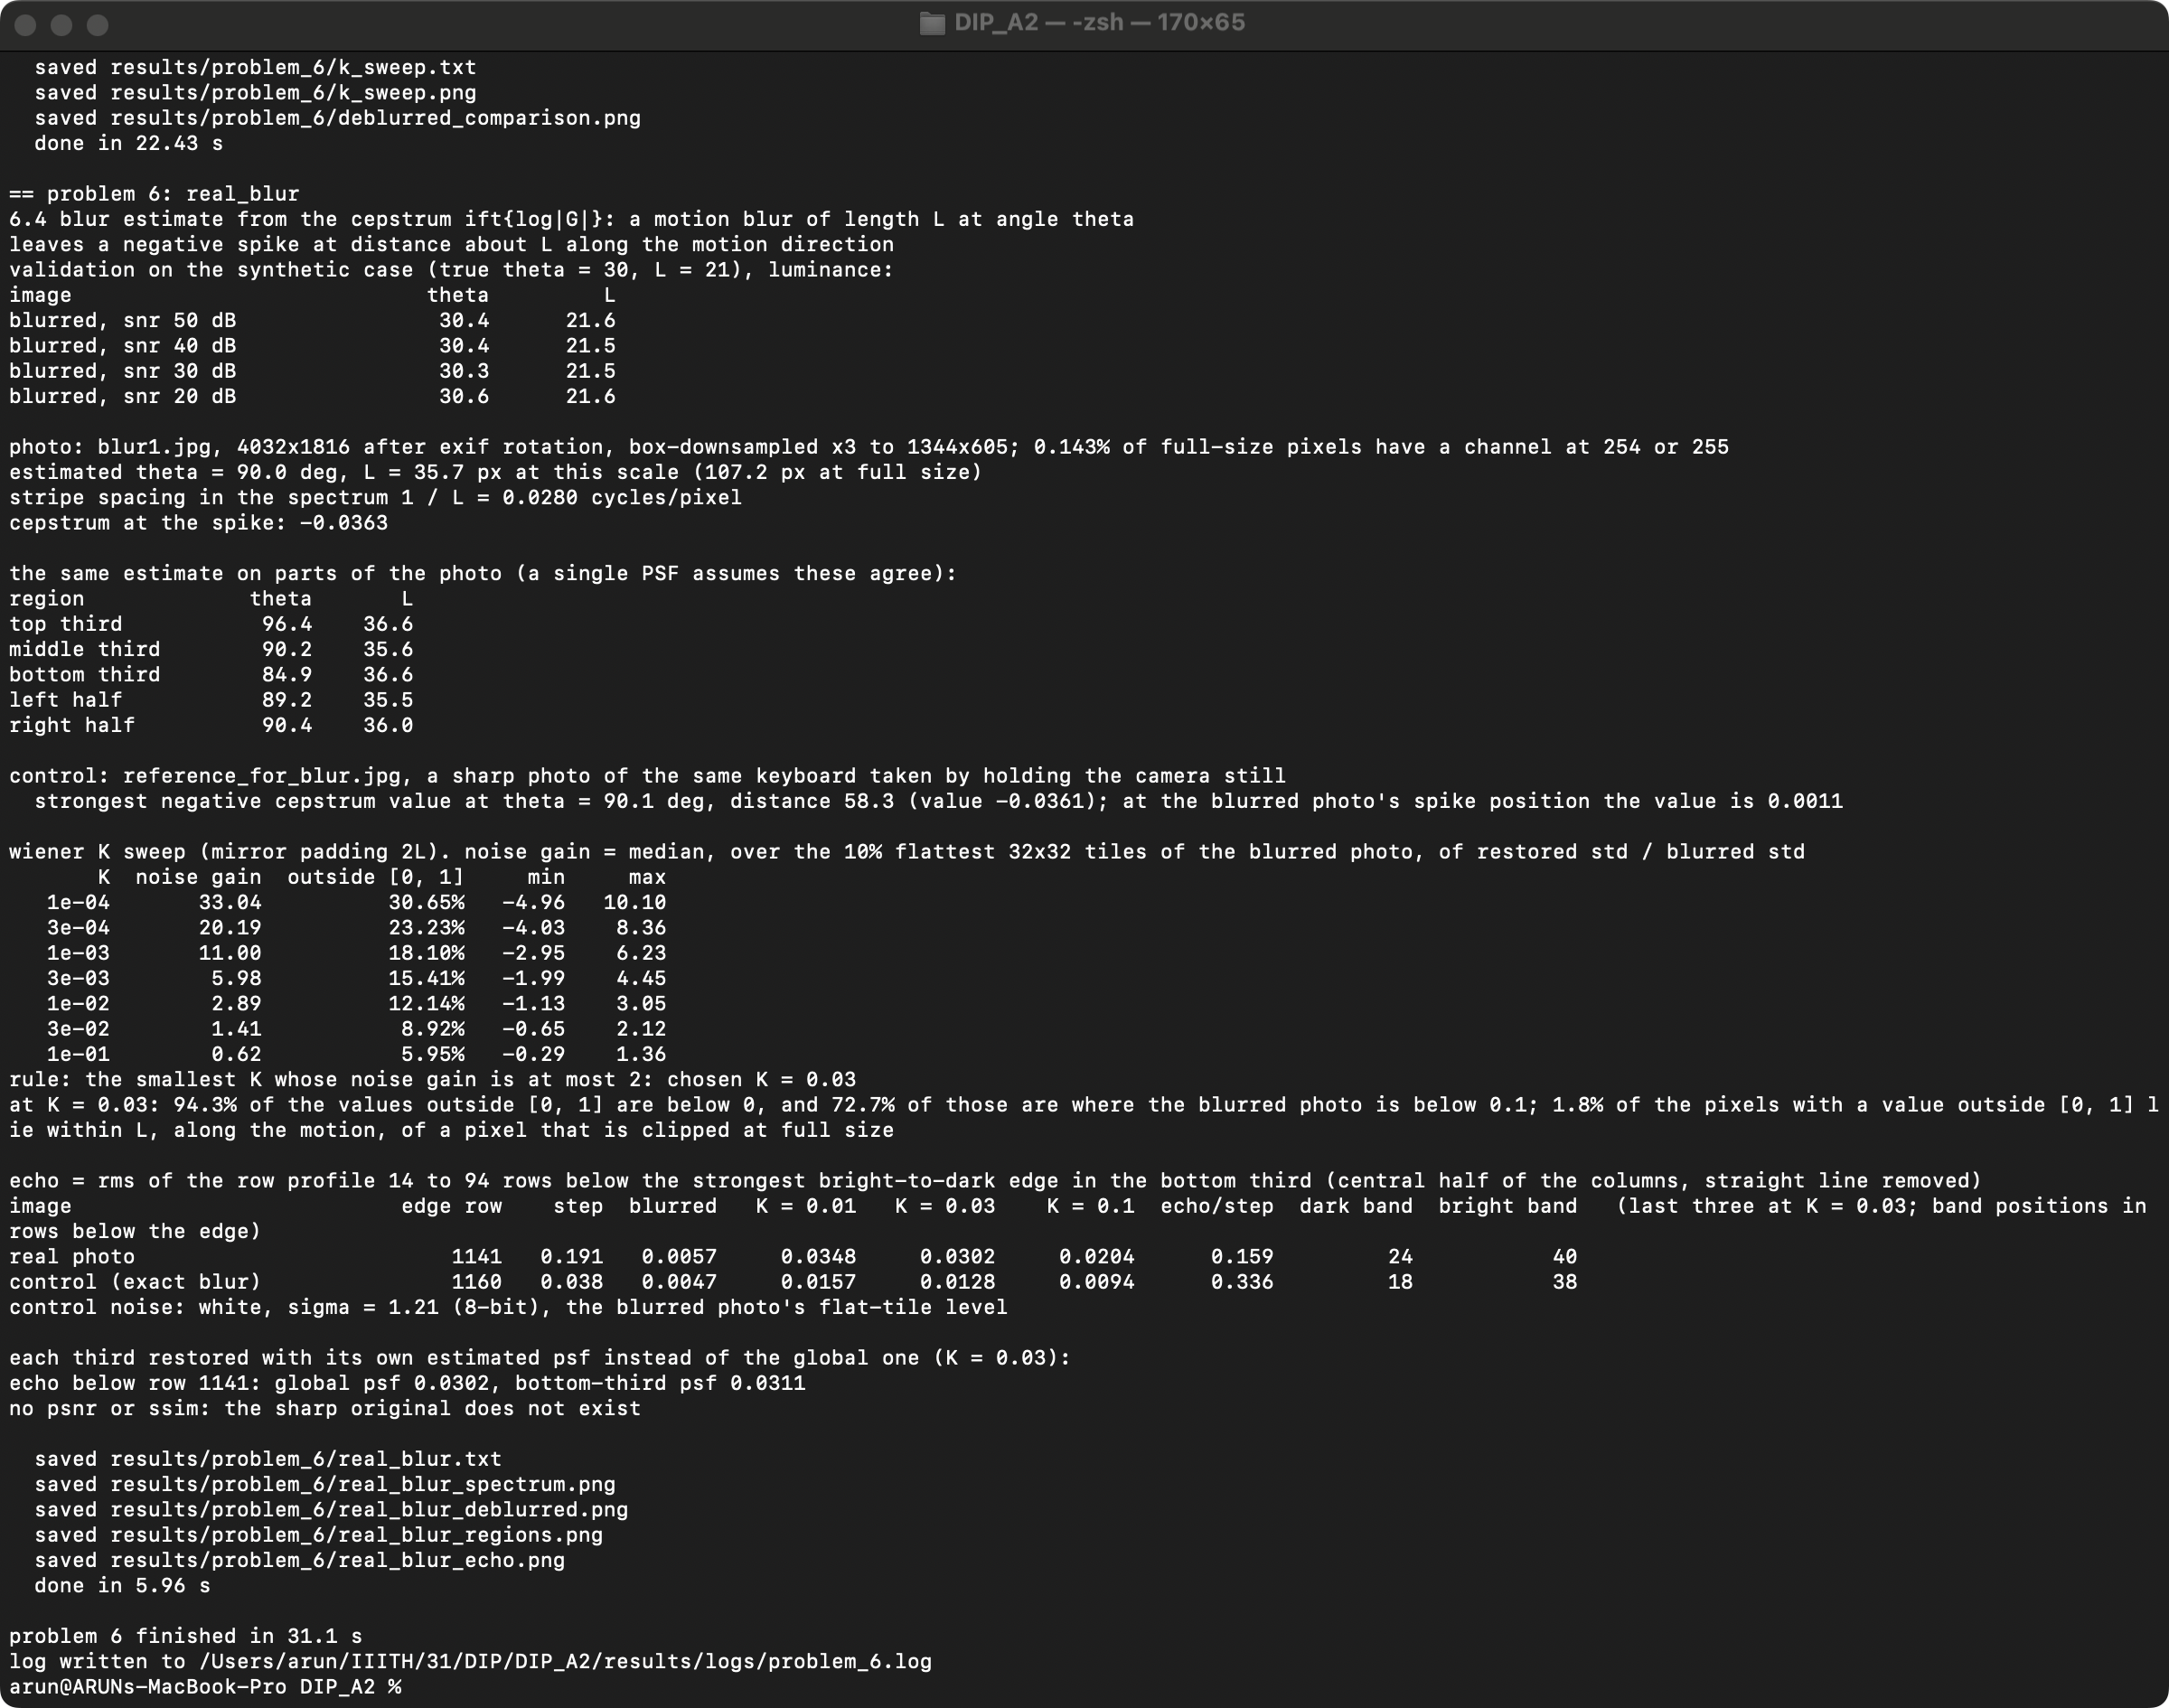 DIP_A2 — -zsh — 170×65
  saved results/problem_6/k_sweep.txt
  saved results/problem_6/k_sweep.png
  saved results/problem_6/deblurred_comparison.png
  done in 22.43 s

== problem 6: real_blur
6.4 blur estimate from the cepstrum ift{log|G|}: a motion blur of length L at angle theta
leaves a negative spike at distance about L along the motion direction
validation on the synthetic case (true theta = 30, L = 21), luminance:
image                            theta         L
blurred, snr 50 dB                30.4      21.6
blurred, snr 40 dB                30.4      21.5
blurred, snr 30 dB                30.3      21.5
blurred, snr 20 dB                30.6      21.6

photo: blur1.jpg, 4032x1816 after exif rotation, box-downsampled x3 to 1344x605; 0.143% of full-size pixels have a channel at 254 or 255
estimated theta = 90.0 deg, L = 35.7 px at this scale (107.2 px at full size)
stripe spacing in the spectrum 1 / L = 0.0280 cycles/pixel
cepstrum at the spike: -0.0363

the same estimate on parts of the photo (a single PSF assumes these agree):
region             theta       L
top third           96.4    36.6
middle third        90.2    35.6
bottom third        84.9    36.6
left half           89.2    35.5
right half          90.4    36.0

control: reference_for_blur.jpg, a sharp photo of the same keyboard taken by holding the camera still
  strongest negative cepstrum value at theta = 90.1 deg, distance 58.3 (value -0.0361); at the blurred photo's spike position the value is 0.0011

wiener K sweep (mirror padding 2L). noise gain = median, over the 10% flattest 32x32 tiles of the blurred photo, of restored std / blurred std
       K  noise gain  outside [0, 1]     min      max
   1e-04       33.04          30.65%   -4.96    10.10
   3e-04       20.19          23.23%   -4.03     8.36
   1e-03       11.00          18.10%   -2.95     6.23
   3e-03        5.98          15.41%   -1.99     4.45
   1e-02        2.89          12.14%   -1.13     3.05
   3e-02        1.41           8.92%   -0.65     2.12
   1e-01        0.62           5.95%   -0.29     1.36
rule: the smallest K whose noise gain is at most 2: chosen K = 0.03
at K = 0.03: 94.3% of the values outside [0, 1] are below 0, and 72.7% of those are where the blurred photo is below 0.1; 1.8% of the pixels with a value outside [0, 1] l
ie within L, along the motion, of a pixel that is clipped at full size

echo = rms of the row profile 14 to 94 rows below the strongest bright-to-dark edge in the bottom third (central half of the columns, straight line removed)
image                          edge row    step  blurred   K = 0.01   K = 0.03    K = 0.1  echo/step  dark band  bright band   (last three at K = 0.03; band positions in
rows below the edge)
real photo                         1141   0.191   0.0057     0.0348     0.0302     0.0204      0.159         24           40
control (exact blur)               1160   0.038   0.0047     0.0157     0.0128     0.0094      0.336         18           38
control noise: white, sigma = 1.21 (8-bit), the blurred photo's flat-tile level

each third restored with its own estimated psf instead of the global one (K = 0.03):
echo below row 1141: global psf 0.0302, bottom-third psf 0.0311
no psnr or ssim: the sharp original does not exist

  saved results/problem_6/real_blur.txt
  saved results/problem_6/real_blur_spectrum.png
  saved results/problem_6/real_blur_deblurred.png
  saved results/problem_6/real_blur_regions.png
  saved results/problem_6/real_blur_echo.png
  done in 5.96 s

problem 6 finished in 31.1 s
log written to /Users/arun/IIITH/31/DIP/DIP_A2/results/logs/problem_6.log
arun@ARUNs-MacBook-Pro DIP_A2 %